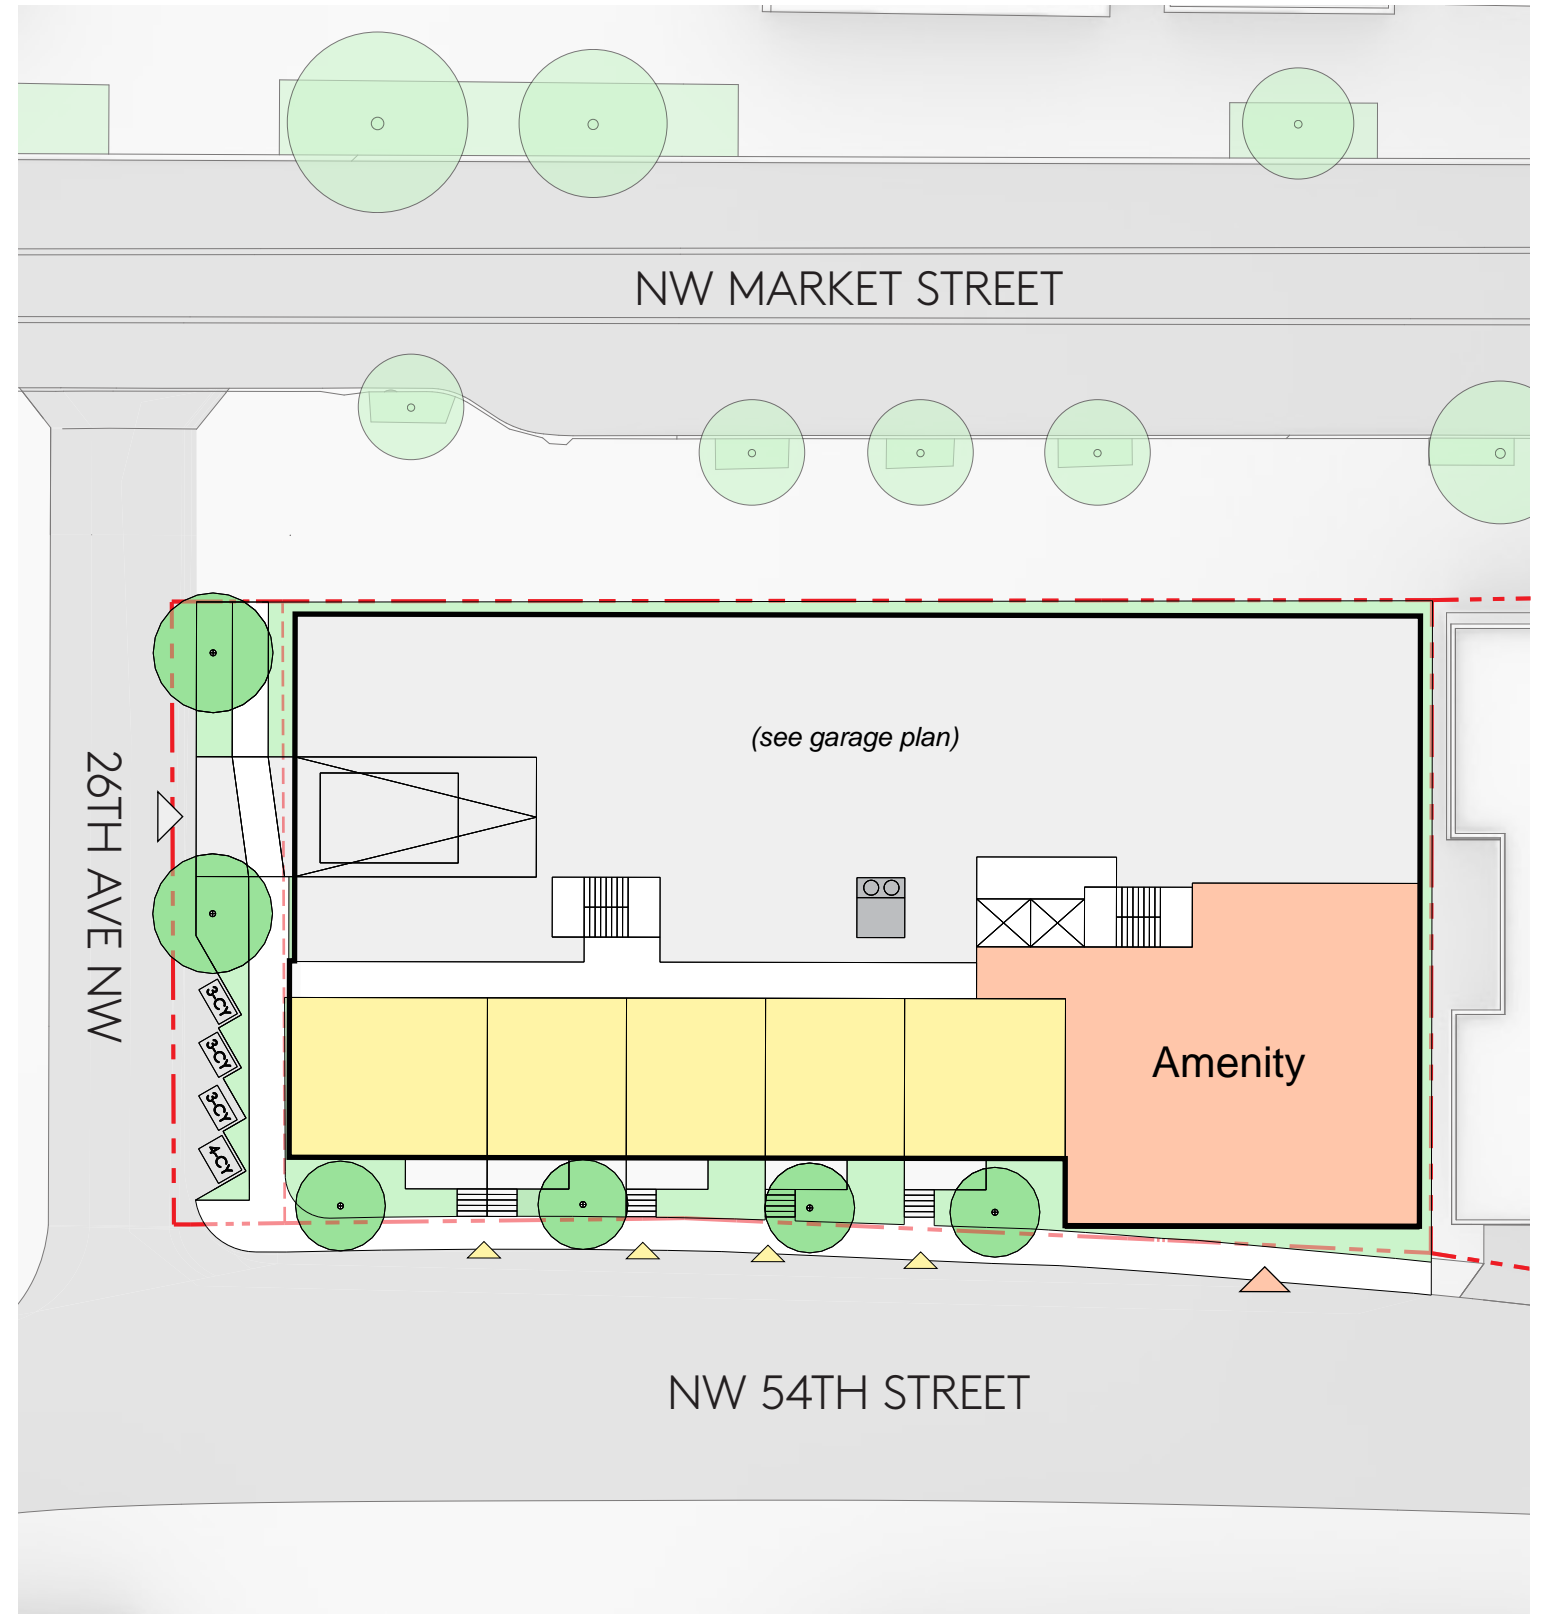 NW MARKET STREET
(see garage plan)
26TH AVE NW
3-CY
3-CY
3-CY
4-CY
Amenity
NW 54TH STREET